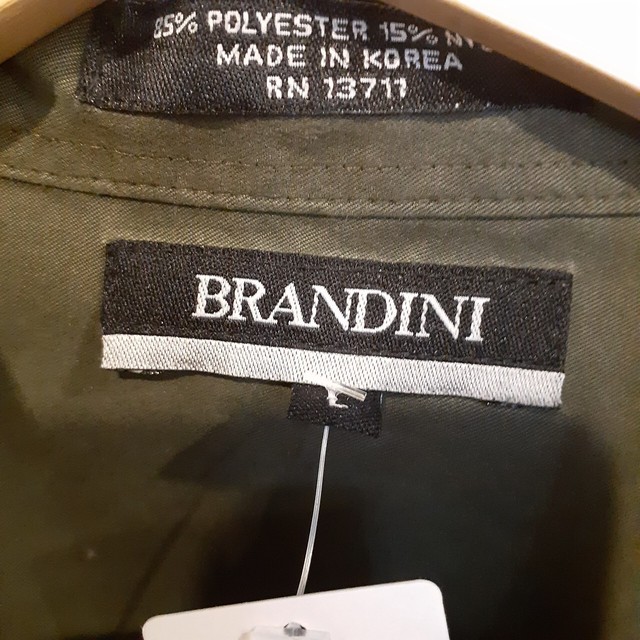 85% POLYESTER 15%
MADE IN KOREA
RN 13711
BRANDINI
L